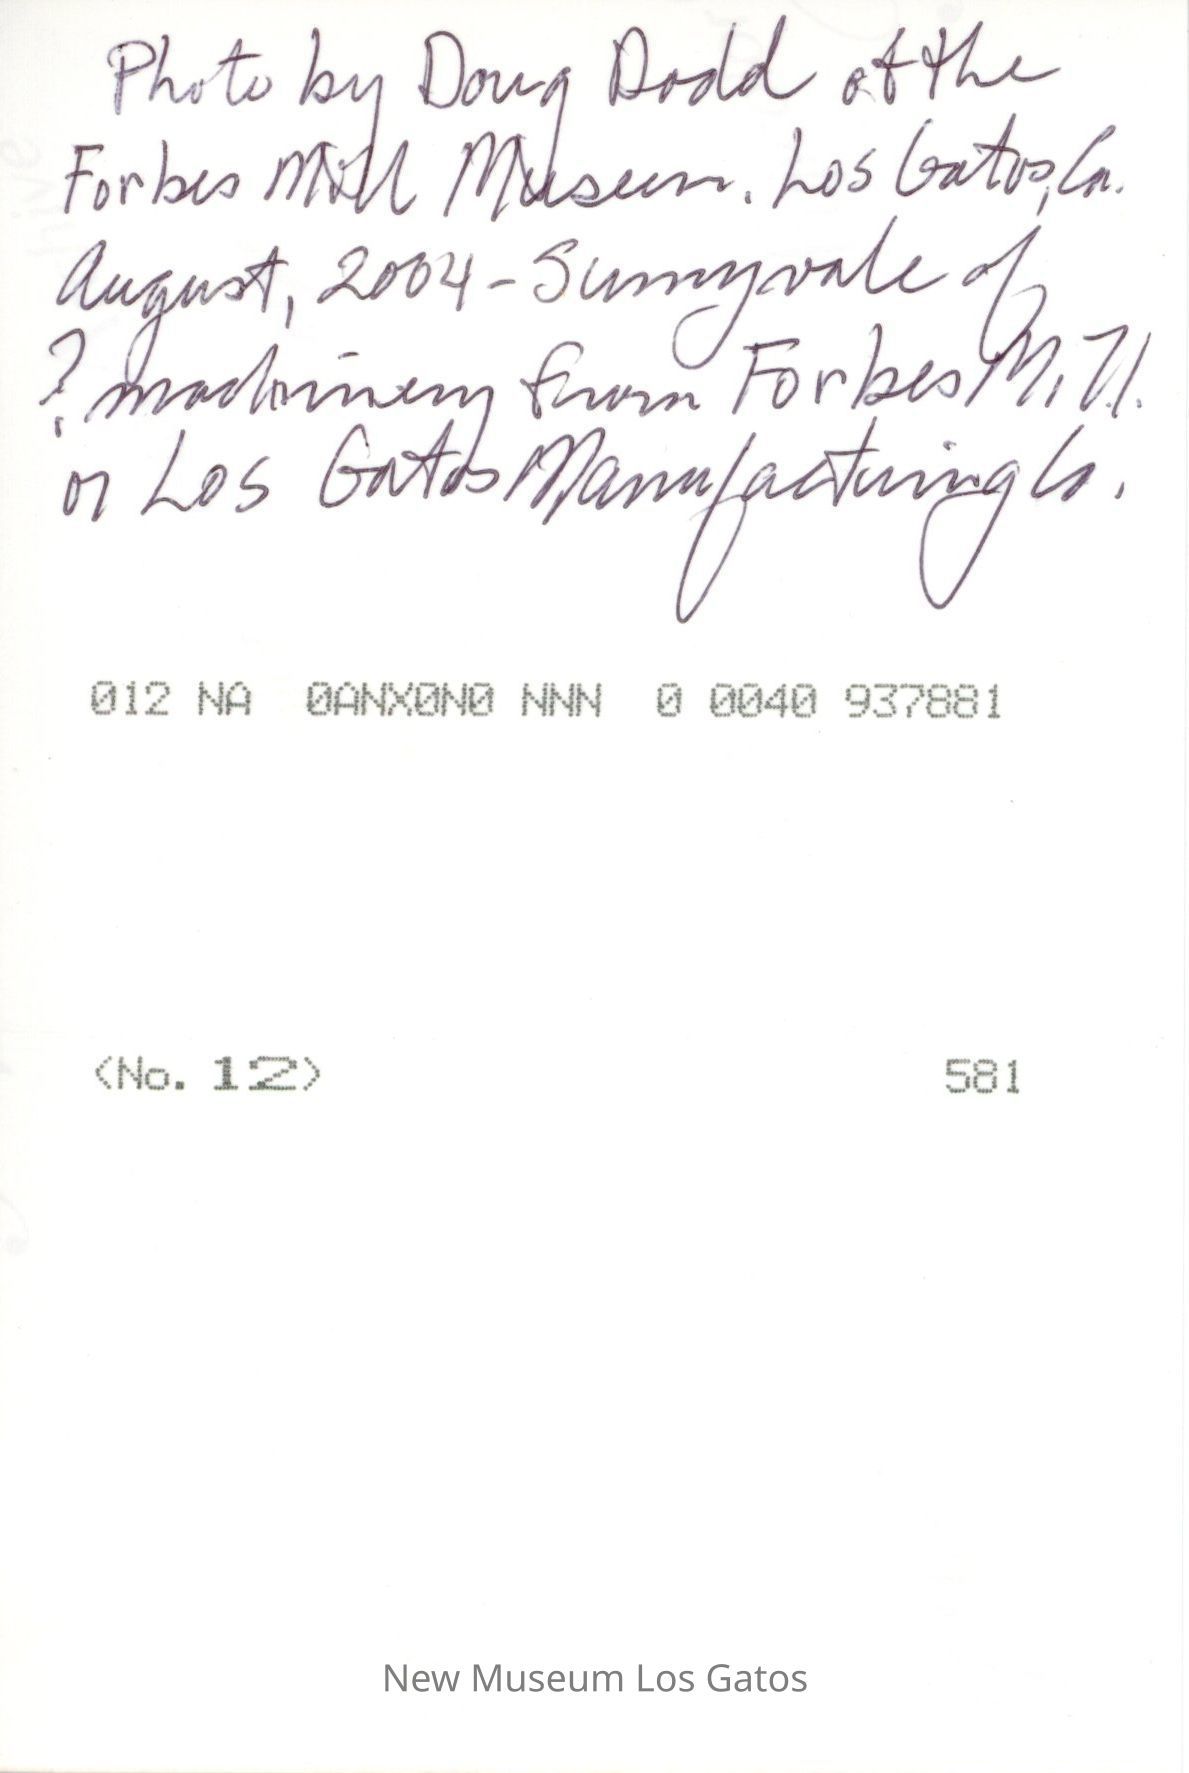 Photo by Doug Dodd at the
Forbes Mill Museum. Los Gatos, Ca.
August, 2004 - Sunnyvale of
? machinery from Forbes Mill.
or Los Gatos Manufacturing Co.
012 NA 0ANX0N0 NNN 0 0040 937881
<No. 12> 581
New Museum Los Gatos